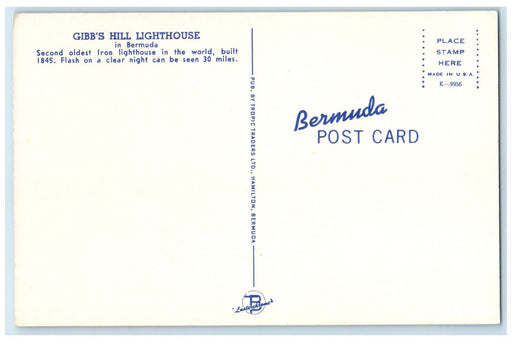 GIBB'S HILL LIGHTHOUSE
in Bermuda
Second oldest Iron lighthouse in the world, built
1845. Flash on a clear night can be seen 30 miles.
PUB. BY TROPIC TRADERS LTD., HAMILTON, BERMUDA
"Lusterchrome"
PLACE
STAMP
HERE
MADE IN U.S.A.
K—9956
Bermuda
POST CARD